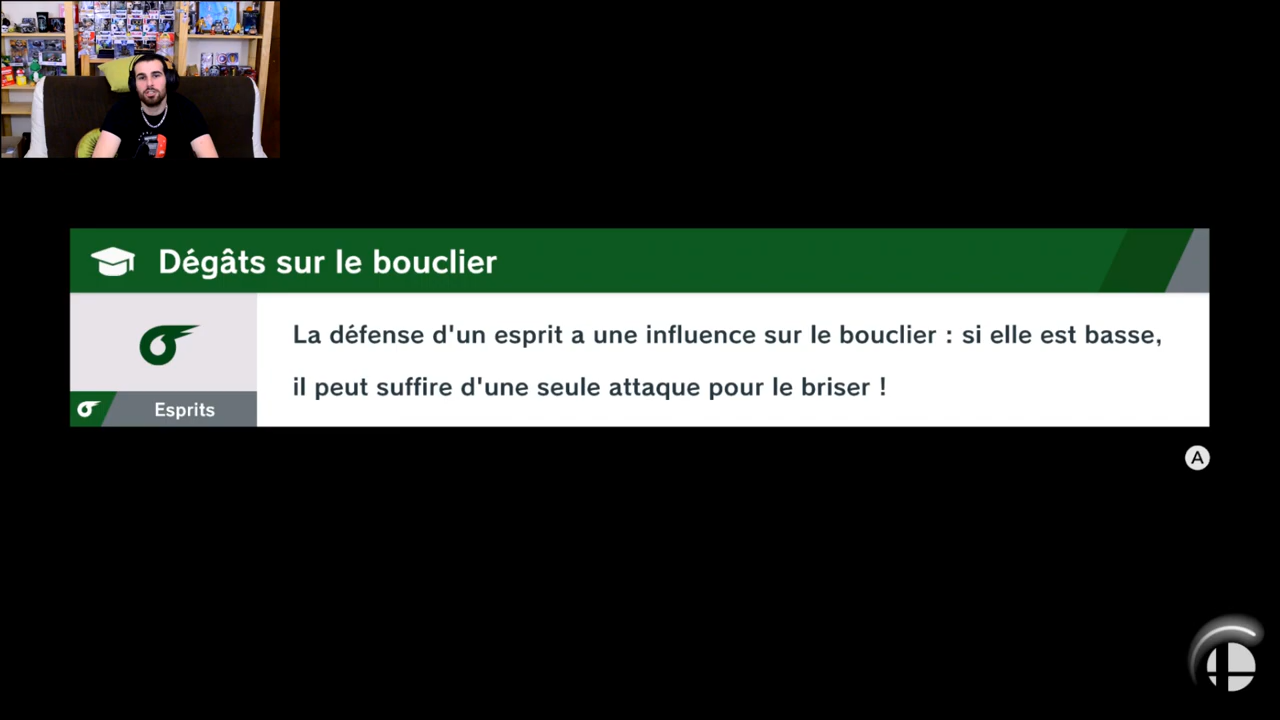 Dégâts sur le bouclier
La défense d'un esprit a une influence sur le bouclier : si elle est basse,
il peut suffire d'une seule attaque pour le briser !
Esprits
A